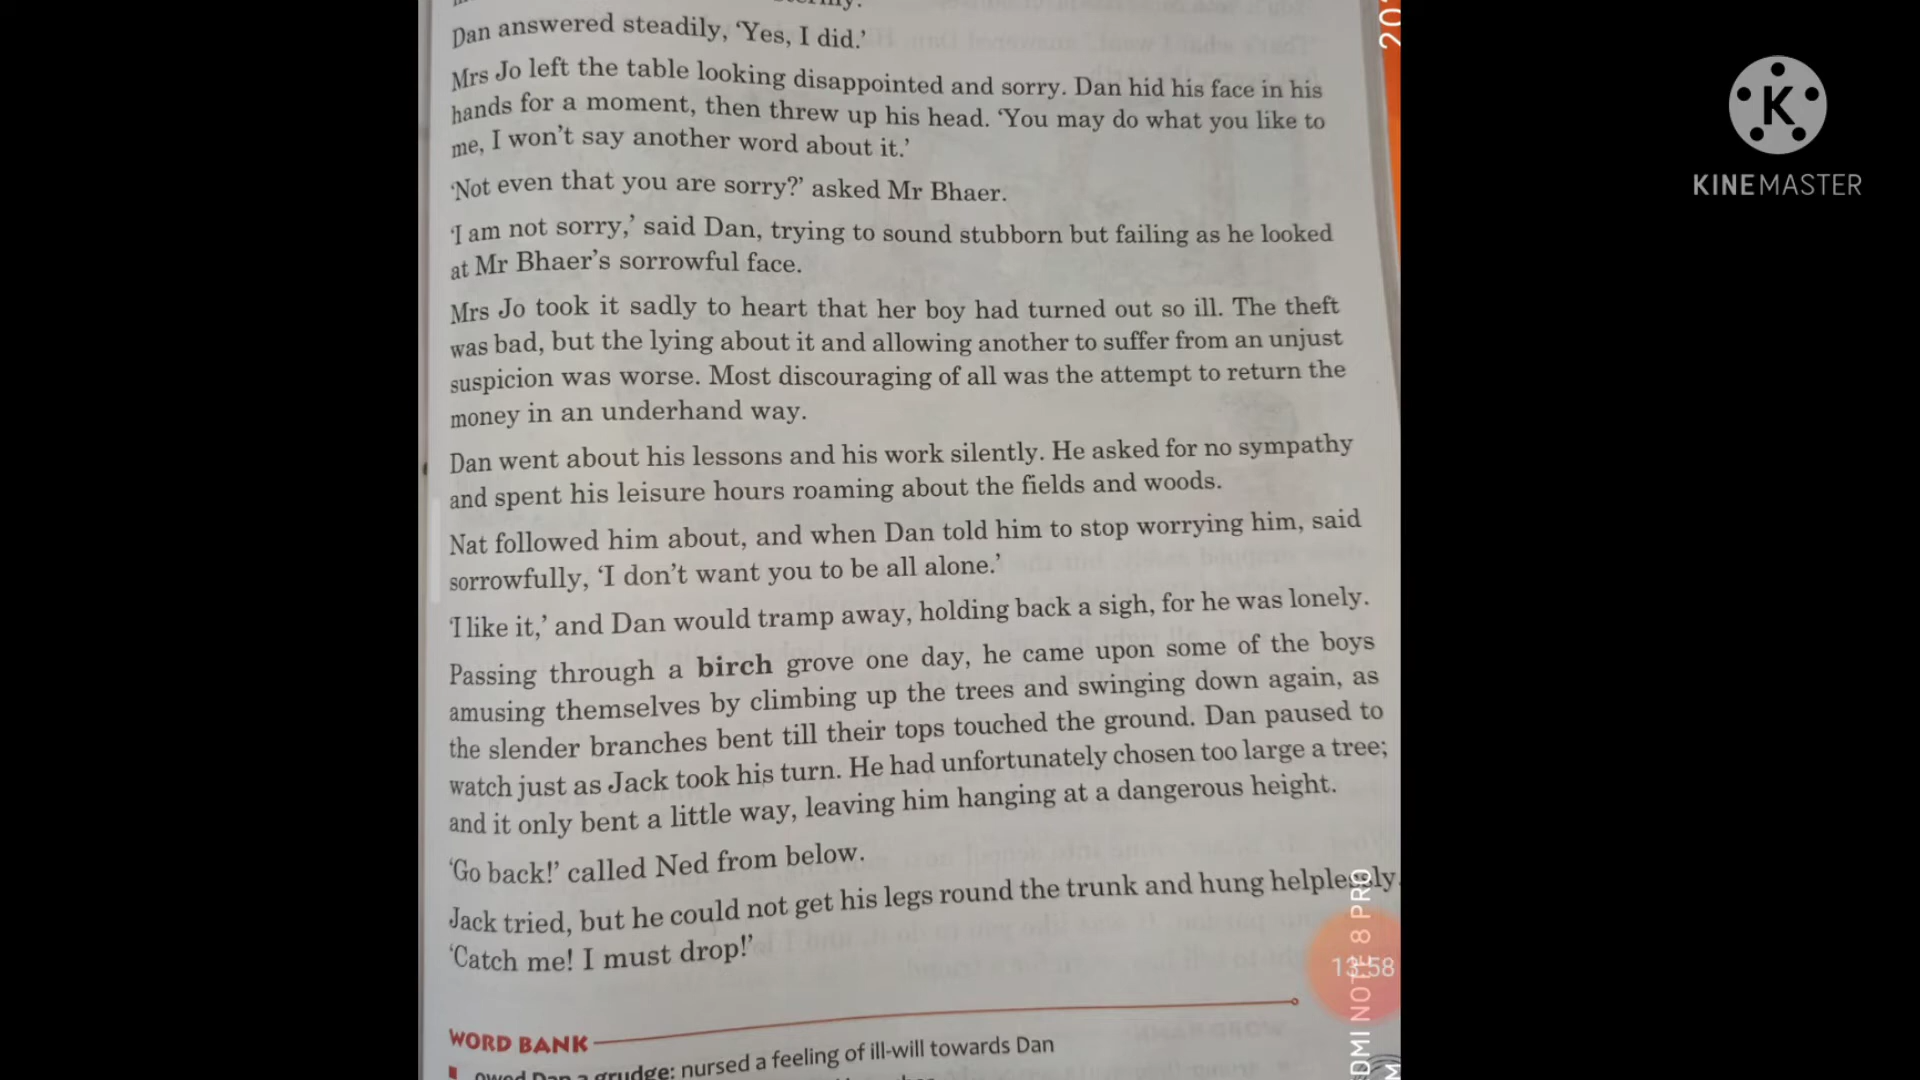 Dan answered steadily, 'Yes, I did.'
Mrs Jo left the table looking disappointed and sorry. Dan hid his face in his
hands for a moment, then threw up his head. 'You may do what you like to
me, I won't say another word about it.'
'Not even that you are sorry?' asked Mr Bhaer.
'I am not sorry,' said Dan, trying to sound stubborn but failing as he looked
at Mr Bhaer's sorrowful face.
Mrs Jo took it sadly to heart that her boy had turned out so ill. The theft
was bad, but the lying about it and allowing another to suffer from an unjust
suspicion was worse. Most discouraging of all was the attempt to return the
money in an underhand way.
Dan went about his lessons and his work silently. He asked for no sympathy
and spent his leisure hours roaming about the fields and woods.
Nat followed him about, and when Dan told him to stop worrying him, said
sorrowfully, 'I don't want you to be all alone.'
'I like it,' and Dan would tramp away, holding back a sigh, for he was lonely.
Passing through a birch grove one day, he came upon some of the boys
amusing themselves by climbing up the trees and swinging down again, as
the slender branches bent till their tops touched the ground. Dan paused to
watch just as Jack took his turn. He had unfortunately chosen too large a tree;
and it only bent a little way, leaving him hanging at a dangerous height.
'Go back!' called Ned from below.
Jack tried, but he could not get his legs round the trunk and hung helplessly.
'Catch me! I must drop!'
WORD BANK
owed Dan a grudge: nursed a feeling of ill-will towards Dan
20
DMI NOTE 8 PRO
13:58
K
KINEMASTER